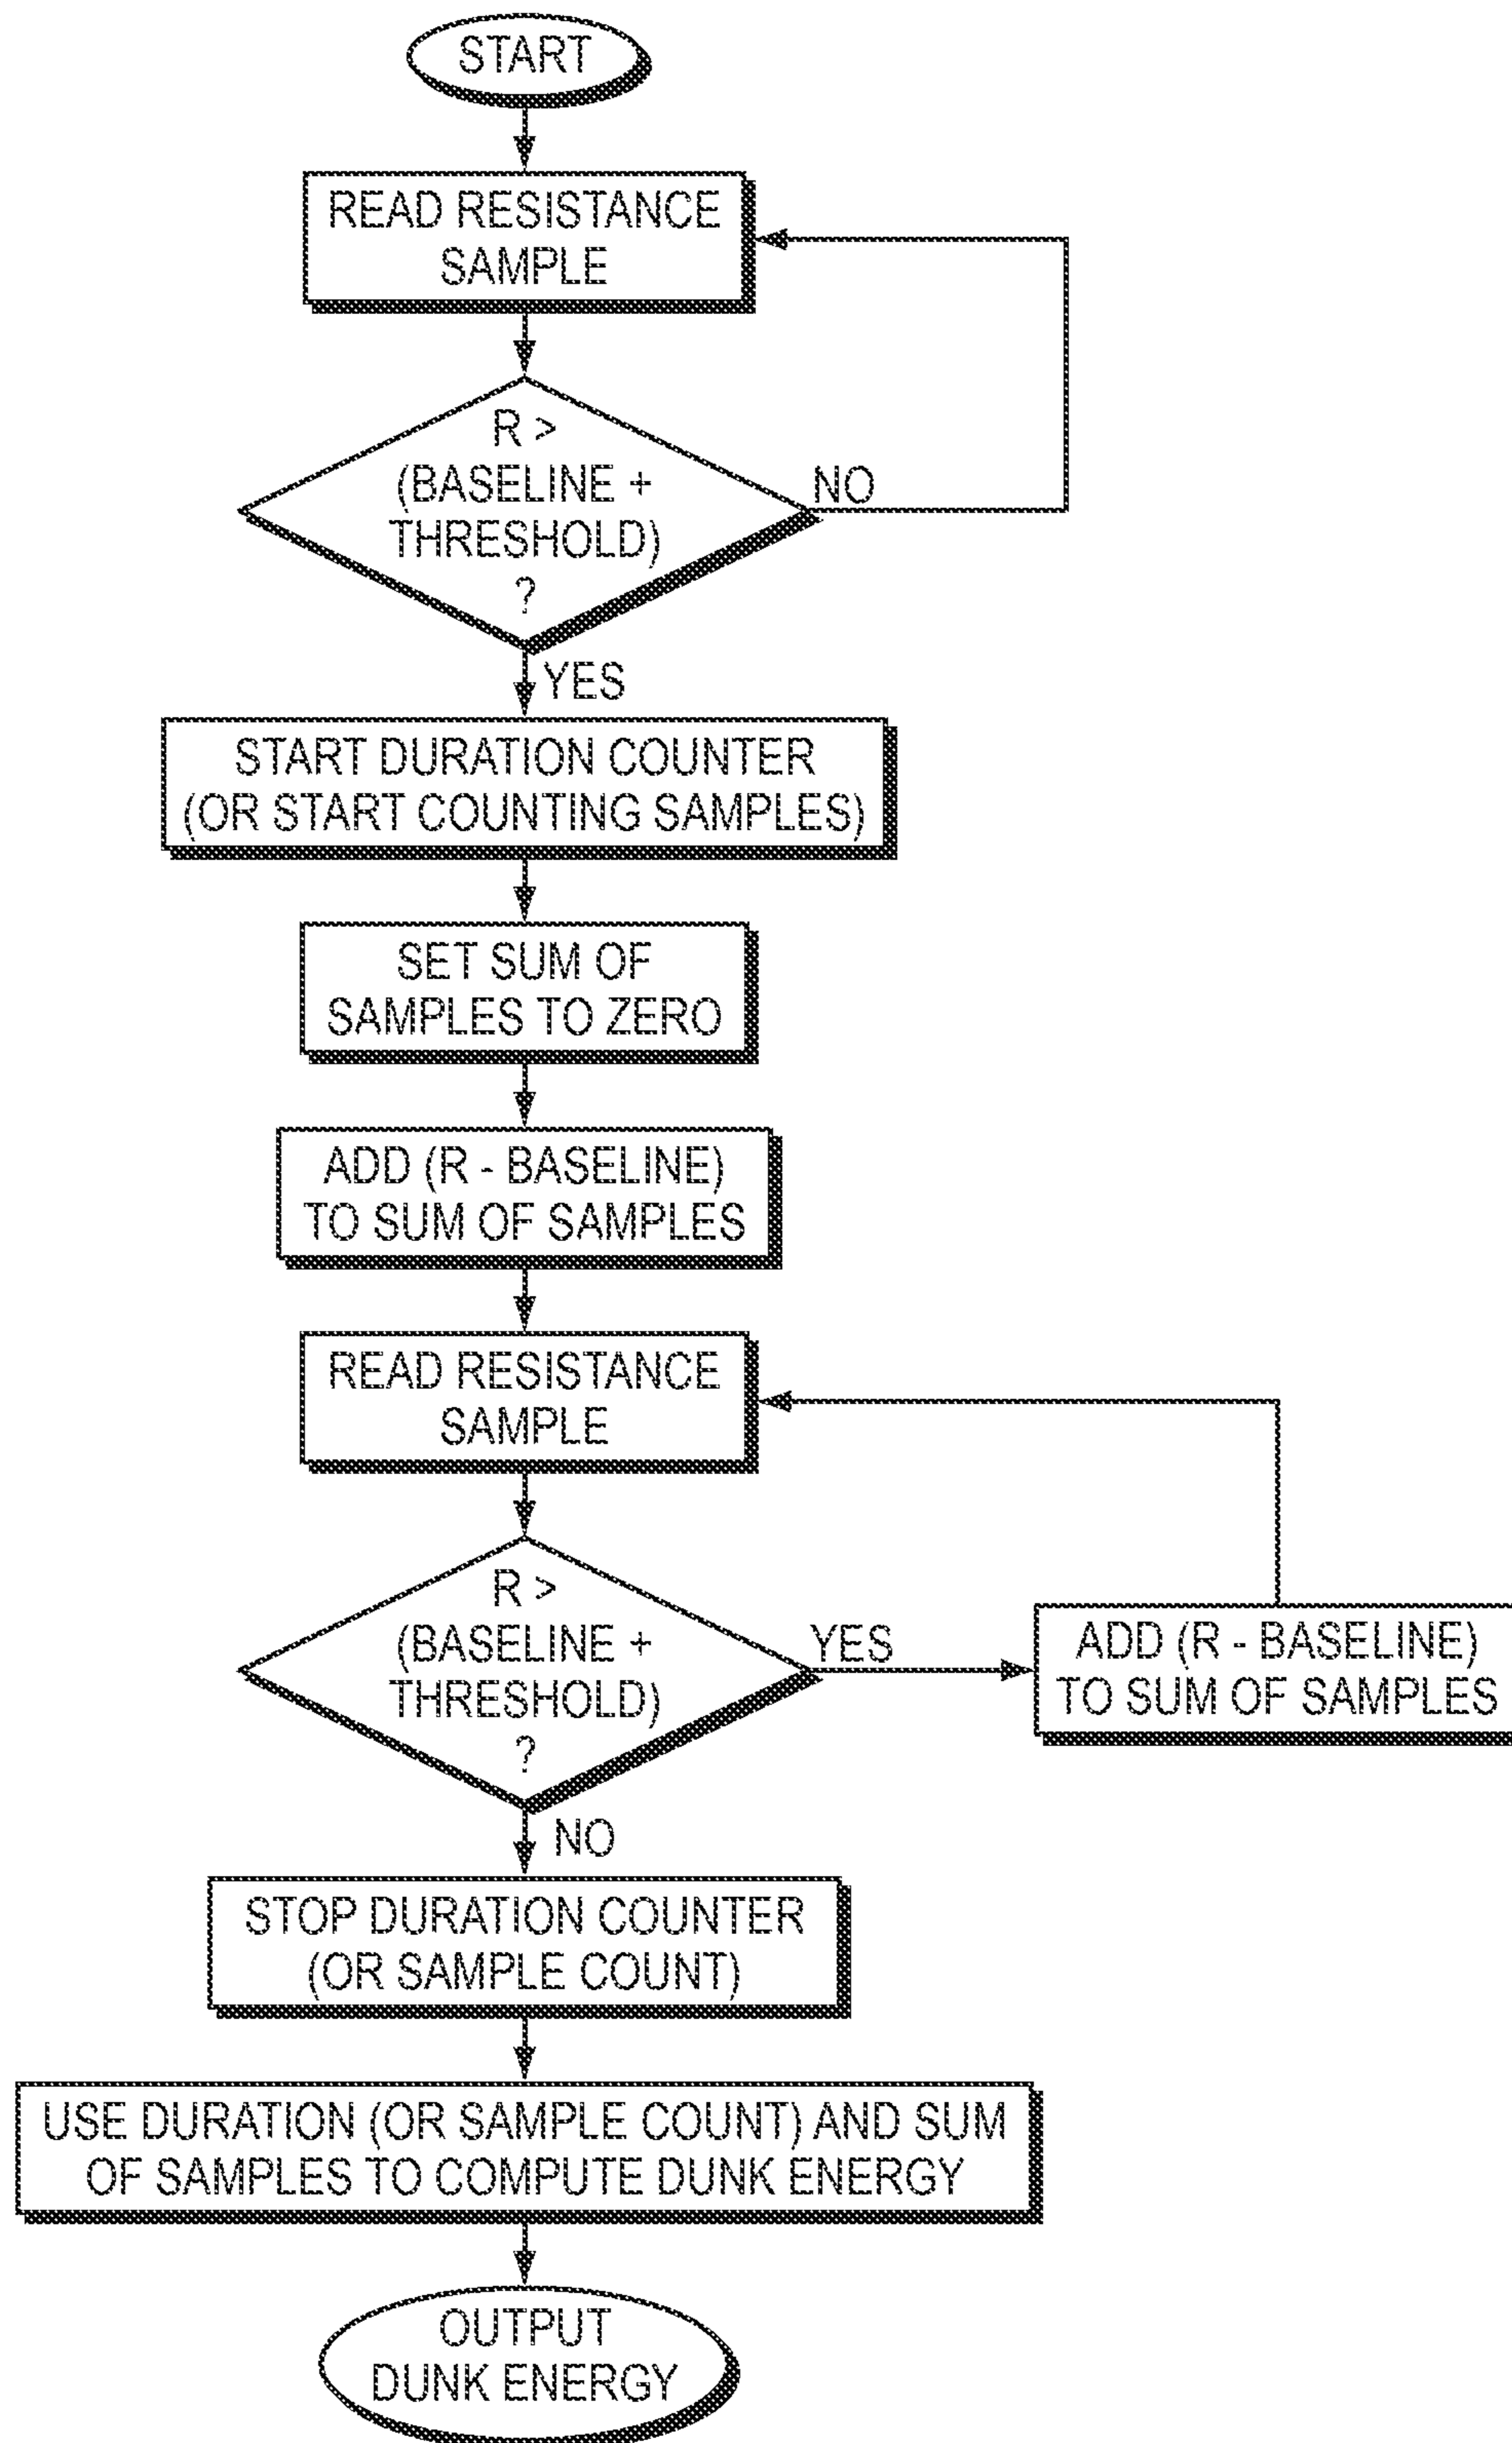 START
READ RESISTANCE
SAMPLE
R >
(BASELINE +
THRESHOLD)
?
NO
YES
START DURATION COUNTER
(OR START COUNTING SAMPLES)
SET SUM OF
SAMPLES TO ZERO
ADD (R - BASELINE)
TO SUM OF SAMPLES
READ RESISTANCE
SAMPLE
R >
(BASELINE +
THRESHOLD)
?
YES
ADD (R - BASELINE)
TO SUM OF SAMPLES
NO
STOP DURATION COUNTER
(OR SAMPLE COUNT)
USE DURATION (OR SAMPLE COUNT) AND SUM
OF SAMPLES TO COMPUTE DUNK ENERGY
OUTPUT
DUNK ENERGY